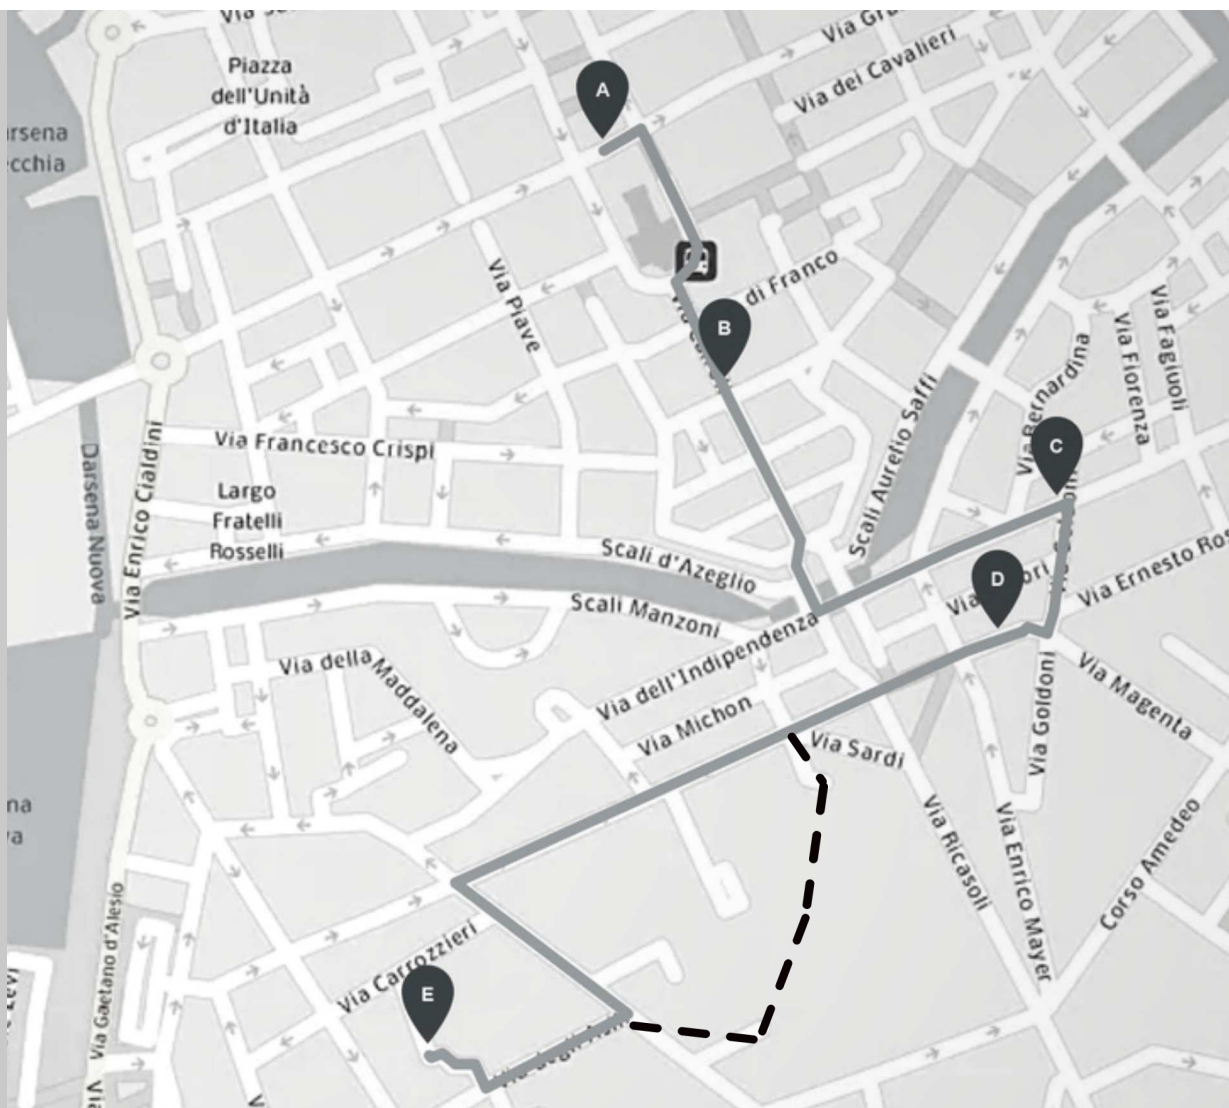 Piazza
dell'Unità
d'Italia
A
Via dei Cavalieri
di Franco
Via Piave
B
Via Fagiuoli
Via Fiorenza
Via Bernardina
C
Via Francesco Crispi
Scali Aurelio Saffi
Darsena Nuova
Via Enrico Cialdini
Largo
Fratelli
Rosselli
Scali d'Azeglio
Scali Manzoni
D
Via Ernesto Ros
Via dell'Indipendenza
Via della Maddalena
Via Michon
Via Sardi
Via Goldoni
Via Magenta
Via Ricasoli
Via Enrico Mayer
Corso Amedeo
Via Gaetano d'Alesio
Via Carrozzieri
E